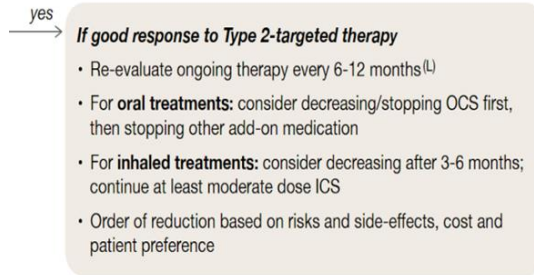 yes
If good response to Type 2-targeted therapy
• Re-evaluate ongoing therapy every 6-12 months(L)
• For oral treatments: consider decreasing/stopping OCS first,
then stopping other add-on medication
• For inhaled treatments: consider decreasing after 3-6 months;
continue at least moderate dose ICS
• Order of reduction based on risks and side-effects, cost and
patient preference